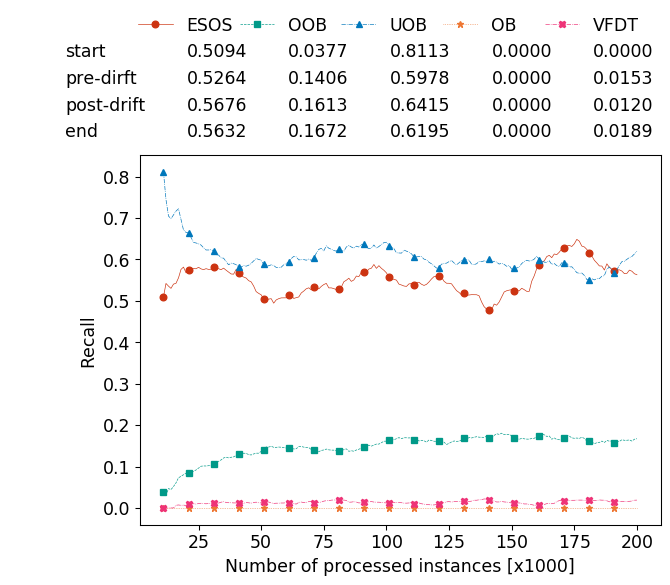 ESOS OOB UOB OB VFDT
start 0.5094 0.0377 0.8113 0.0000 0.0000
pre-dirft 0.5264 0.1406 0.5978 0.0000 0.0153
post-drift 0.5676 0.1613 0.6415 0.0000 0.0120
end 0.5632 0.1672 0.6195 0.0000 0.0189
0.8
0.7
0.6
0.5
0.4
0.3
0.2
0.1
0.0
Recall
25 50 75 100 125 150 175 200
Number of processed instances [x1000]